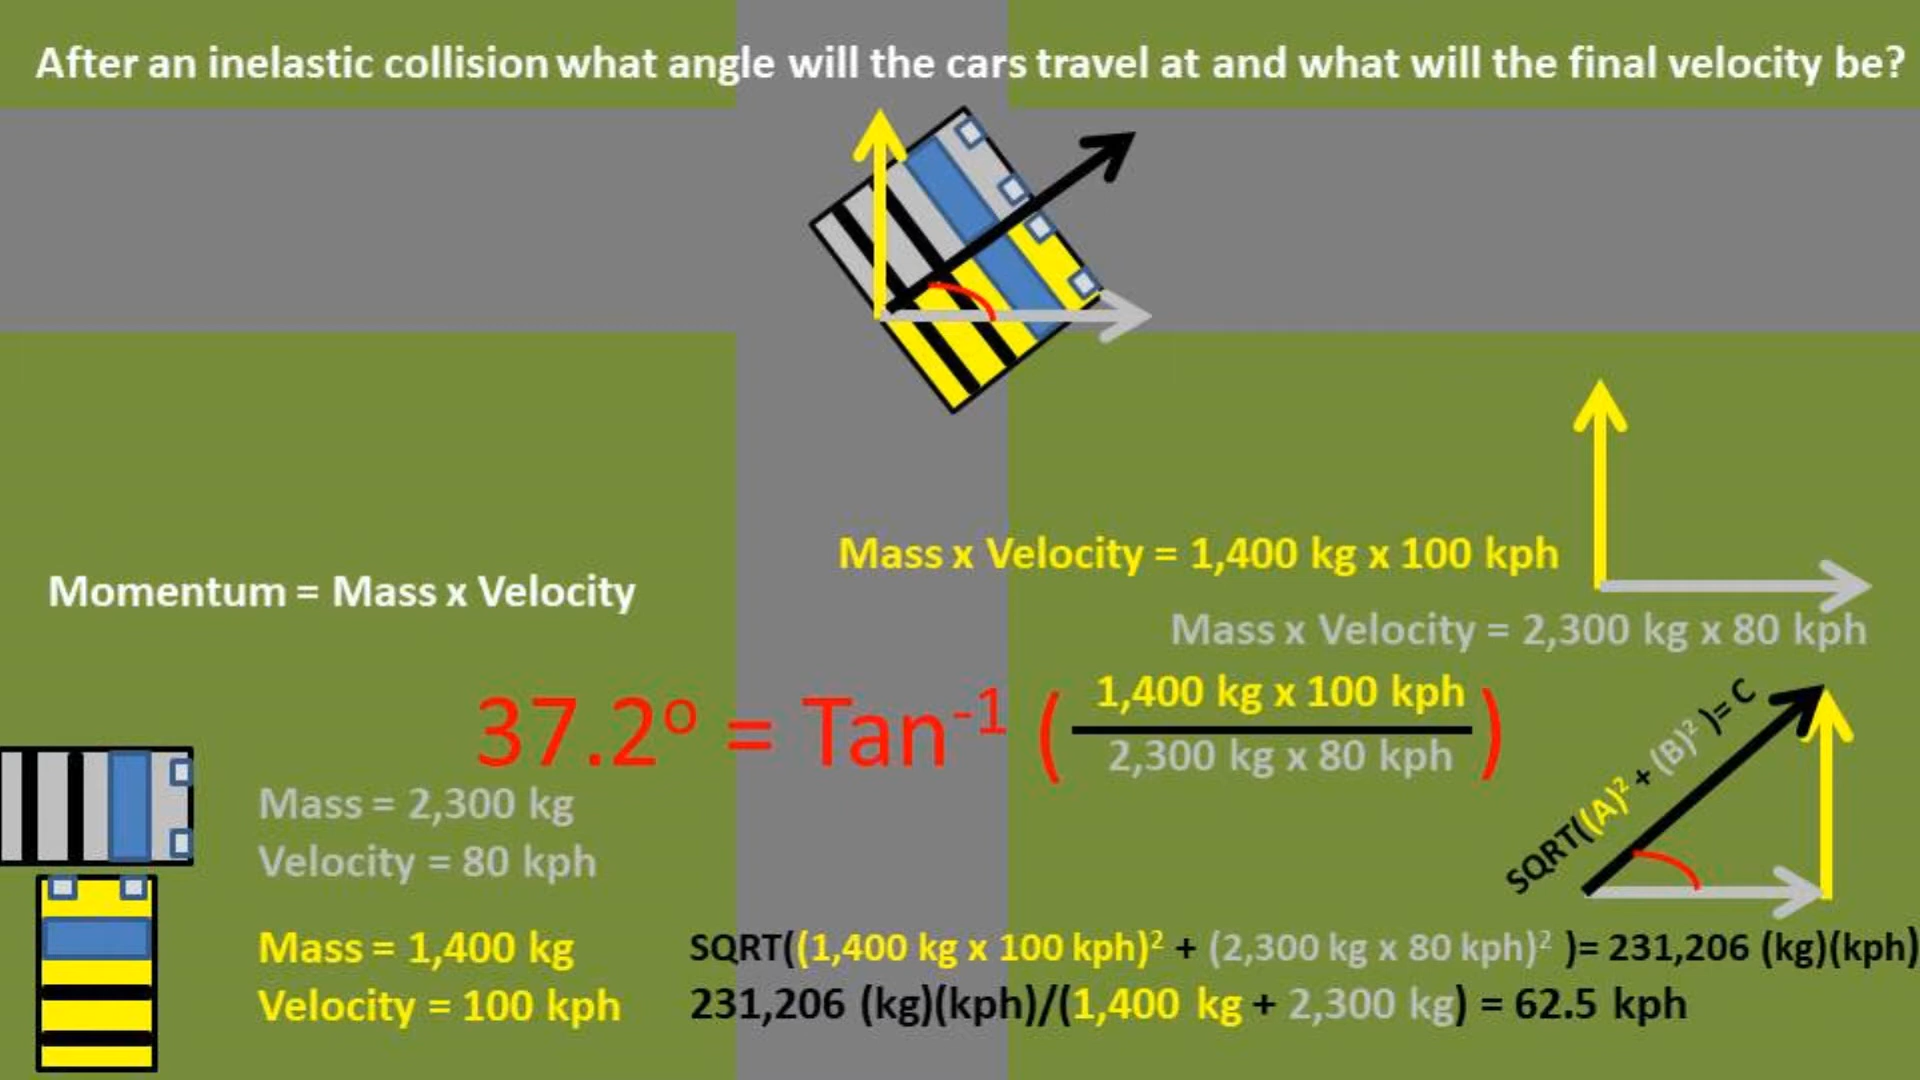 After an inelastic collision what angle will the cars travel at and what will the final velocity be?
Mass x Velocity = 1,400 kg x 100 kph
Momentum = Mass x Velocity
Mass x Velocity = 2,300 kg x 80 kph
37.2º = Tan⁻¹ ( 1,400 kg x 100 kph
2,300 kg x 80 kph )
SQRT((A)² + (B)² )= C
Mass = 2,300 kg
Velocity = 80 kph
Mass = 1,400 kg
Velocity = 100 kph
SQRT((1,400 kg x 100 kph)² + (2,300 kg x 80 kph)² )= 231,206 (kg)(kph)
231,206 (kg)(kph)/(1,400 kg + 2,300 kg) = 62.5 kph